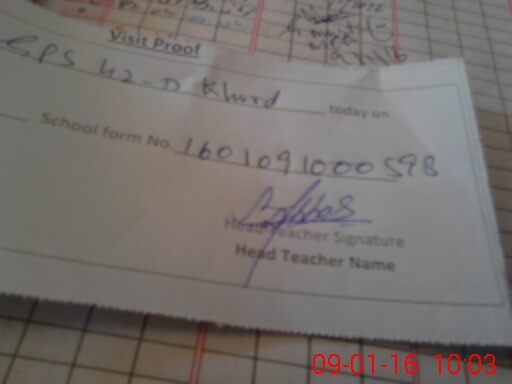 Visit Proof
GPS 42-D Khurd today on
School form No. 1601091000598
Head Teacher Signature
Head Teacher Name
09-01-16 10:03